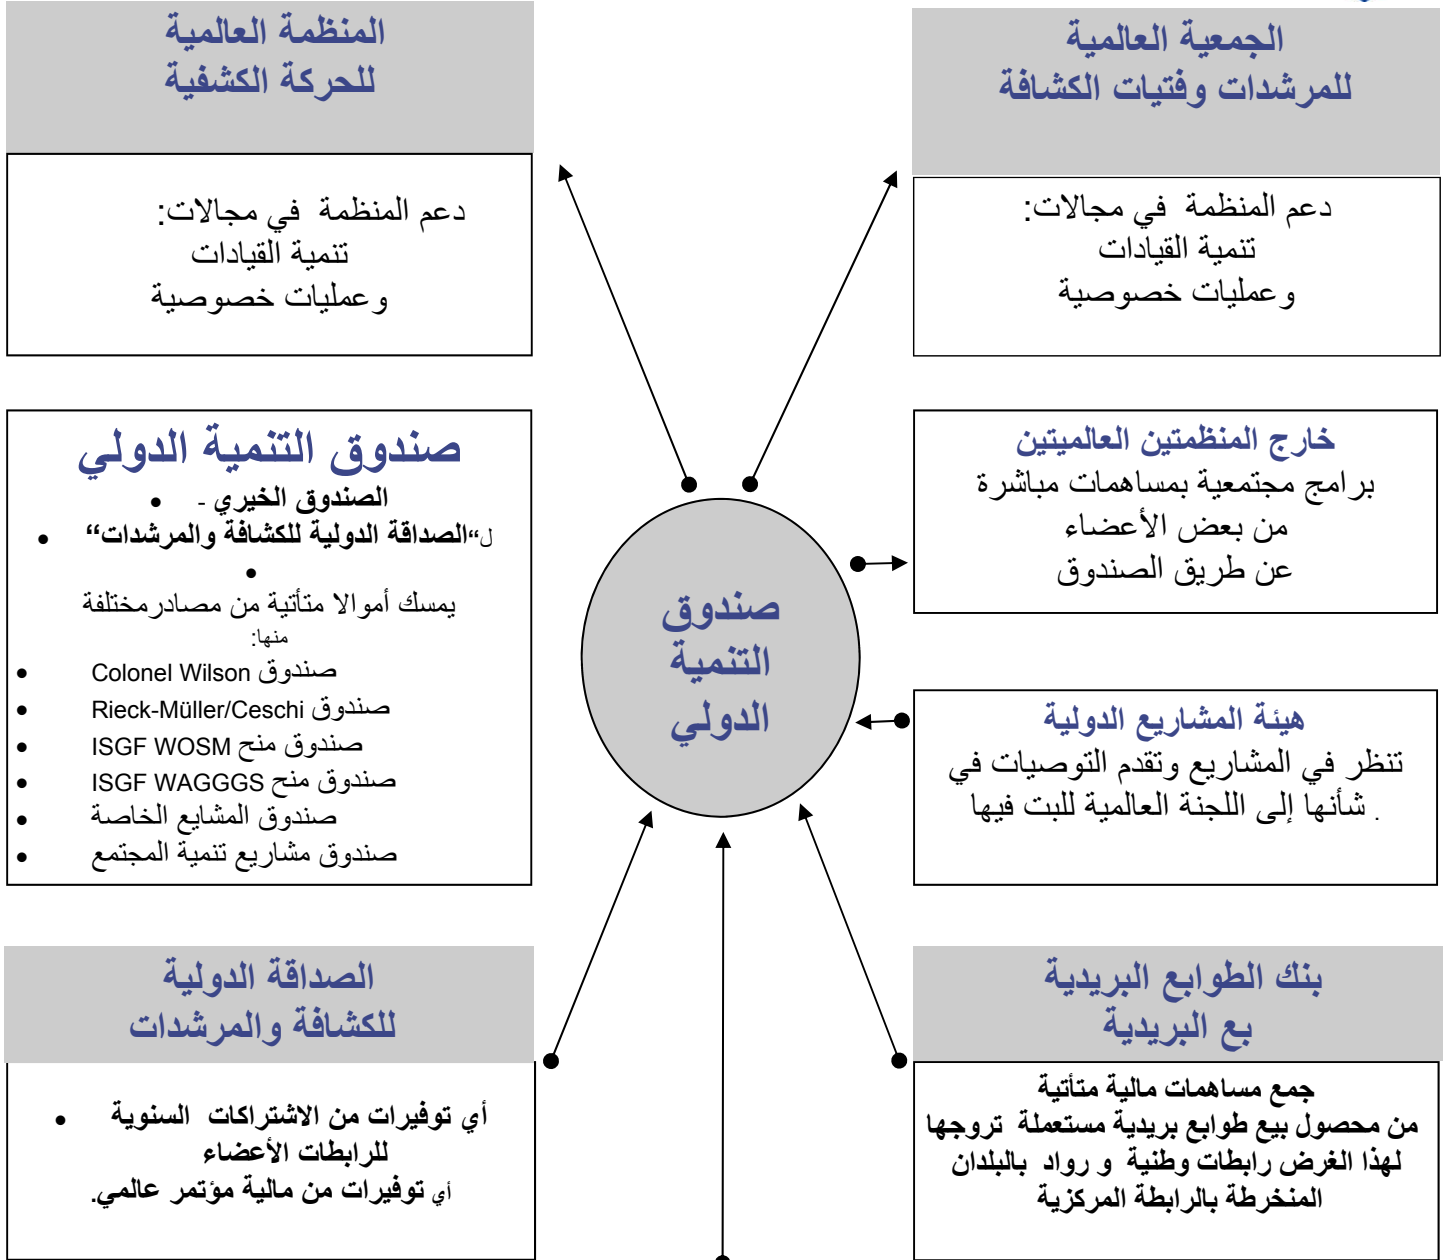 الجمعية العالمية
للمرشدات وفتيات الكشافة
دعم المنظمة في مجالات:
تنمية القيادات
وعمليات خصوصية
المنظمة العالمية
للحركة الكشفية
دعم المنظمة في مجالات:
تنمية القيادات
وعمليات خصوصية
خارج المنظمتين العالميتين
برامج مجتمعية بمساهمات مباشرة
من بعض الأعضاء
عن طريق الصندوق
هيئة المشاريع الدولية
تنظر في المشاريع وتقدم التوصيات في
شأنها إلى اللجنة العالمية للبت فيها .
صندوق
التنمية
الدولي
صندوق التنمية الدولي
• الصندوق الخيري -
• ل“الصداقة الدولية للكشافة والمرشدات“
•
يمسك أموالا متأتية من مصادرمختلفة
منها:
• صندوق Colonel Wilson
• صندوق Rieck-Müller/Ceschi
• صندوق منح ISGF WOSM
• صندوق منح ISGF WAGGGS
• صندوق المشايع الخاصة
• صندوق مشاريع تنمية المجتمع
بنك الطوابع البريدية
بع البريدية
جمع مساهمات مالية متأتية
من محصول بيع طوابع بريدية مستعملة تروجها
لهذا الغرض رابطات وطنية و رواد بالبلدان
المنخرطة بالرابطة المركزية
الصداقة الدولية
للكشافة والمرشدات
• أي توفيرات من الاشتراكات السنوية
للرابطات الأعضاء
أي توفيرات من مالية مؤتمر عالمي.